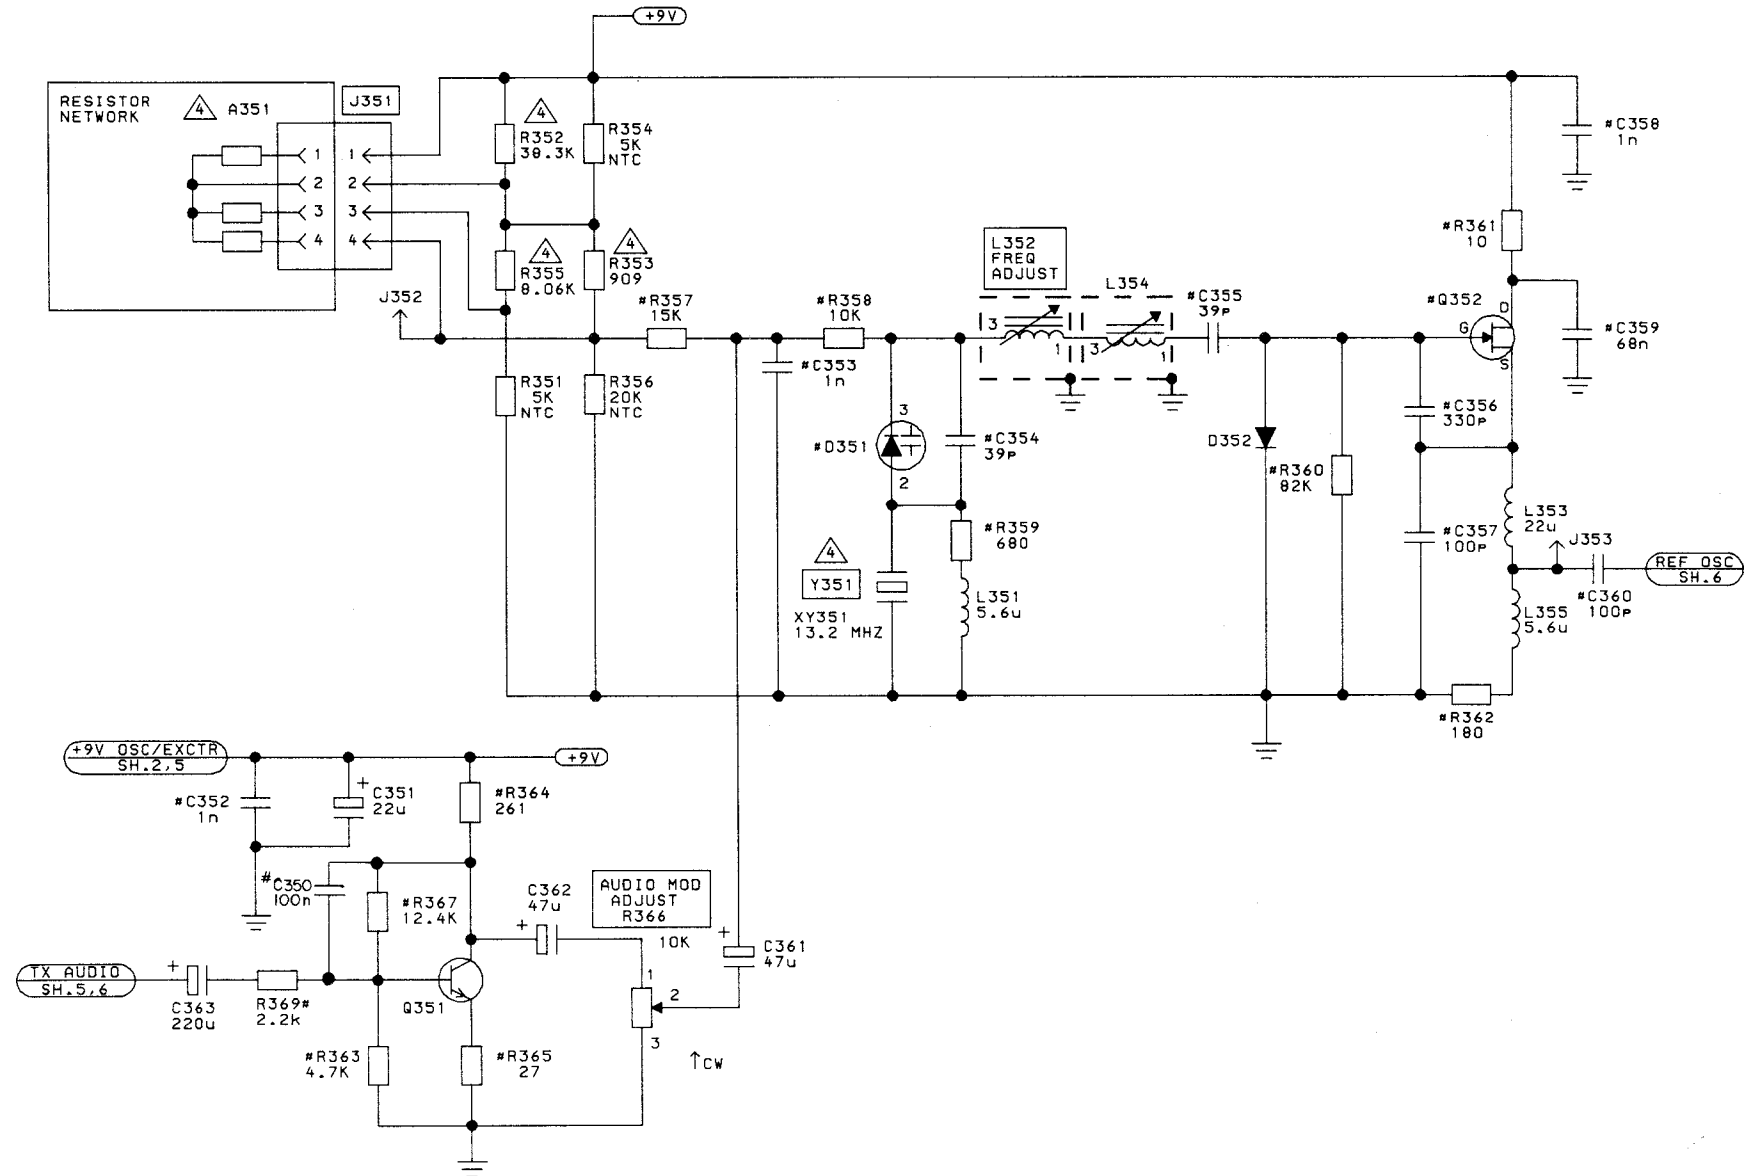 +9V
RESISTOR
NETWORK
4
A351
J351
1
2
3
4
1
2
3
4
4
R352
38.3K
R354
5K
NTC
4
R355
8.06K
4
R353
909
J352
R351
5K
NTC
R356
20K
NTC
#R357
15K
#C353
1n
#R358
10K
L352
FREQ
ADJUST
3
1
L354
3
1
#C355
39p
3
#D351
2
#C354
39p
#R359
680
4
Y351
XY351
13.2 MHZ
L351
5.6u
D352
#R360
82K
#C358
1n
#R361
10
#Q352
D
G
S
#C359
68n
#C356
330p
#C357
100p
L353
22u
J353
REF OSC
SH.6
#C360
100p
L355
5.6u
#R362
180
+9V OSC/EXCTR
SH.2,5
+9V
#C352
1n
+
C351
22u
#R364
261
#C350
100n
#R367
12.4K
C362
47u
+
AUDIO MOD
ADJUST
R366
10K
+
C361
47u
TX AUDIO
SH.5,6
+
C363
220u
R369#
2.2k
Q351
1
2
3
#R363
4.7K
#R365
27
↑CW